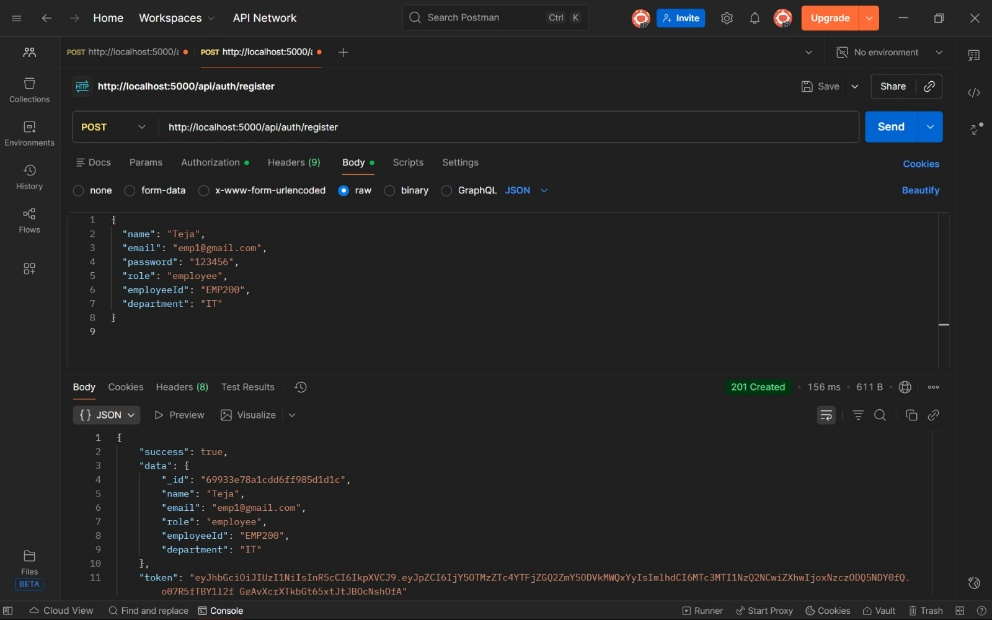 Home Workspaces API Network Search Postman Ctrl K Invite Upgrade
POST http://localhost:5000/a POST http://localhost:5000/a No environment
HTTP http://localhost:5000/api/auth/register Save Share
POST http://localhost:5000/api/auth/register Send
Docs Params Authorization Headers (9) Body Scripts Settings Cookies
none form-data x-www-form-urlencoded raw binary GraphQL JSON Beautify
Collections
Environments
History
Flows
1 {
2 "name": "Teja",
3 "email": "emp1@gmail.com",
4 "password": "123456",
5 "role": "employee",
6 "employeeId": "EMP200",
7 "department": "IT"
8 }
9
Body Cookies Headers (8) Test Results 201 Created 156 ms 611 B
{} JSON Preview Visualize
1 {
2 "success": true,
3 "data": {
4 "_id": "69933e78a1cdd6ff985d1d1c",
5 "name": "Teja",
6 "email": "emp1@gmail.com",
7 "role": "employee",
8 "employeeId": "EMP200",
9 "department": "IT"
10 },
11 "token":
Files
BETA
Cloud View Find and replace Console Runner Start Proxy Cookies Vault Trash